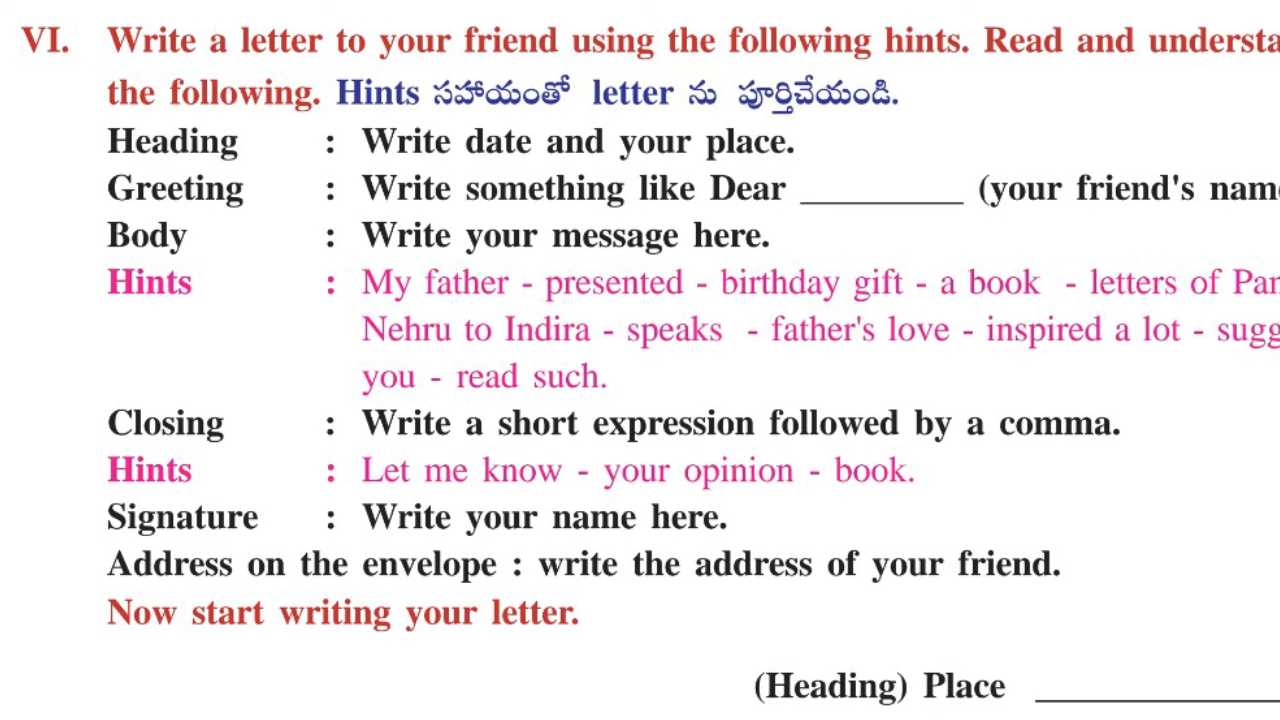 VI. Write a letter to your friend using the following hints. Read and understa
the following. Hints సహాయంతో letter ను పూర్తిచేయండి.
Heading : Write date and your place.
Greeting : Write something like Dear _________ (your friend's name
Body : Write your message here.
Hints : My father - presented - birthday gift - a book - letters of Pan
Nehru to Indira - speaks - father's love - inspired a lot - sugg
you - read such.
Closing : Write a short expression followed by a comma.
Hints : Let me know - your opinion - book.
Signature : Write your name here.
Address on the envelope : write the address of your friend.
Now start writing your letter.
(Heading) Place ______________